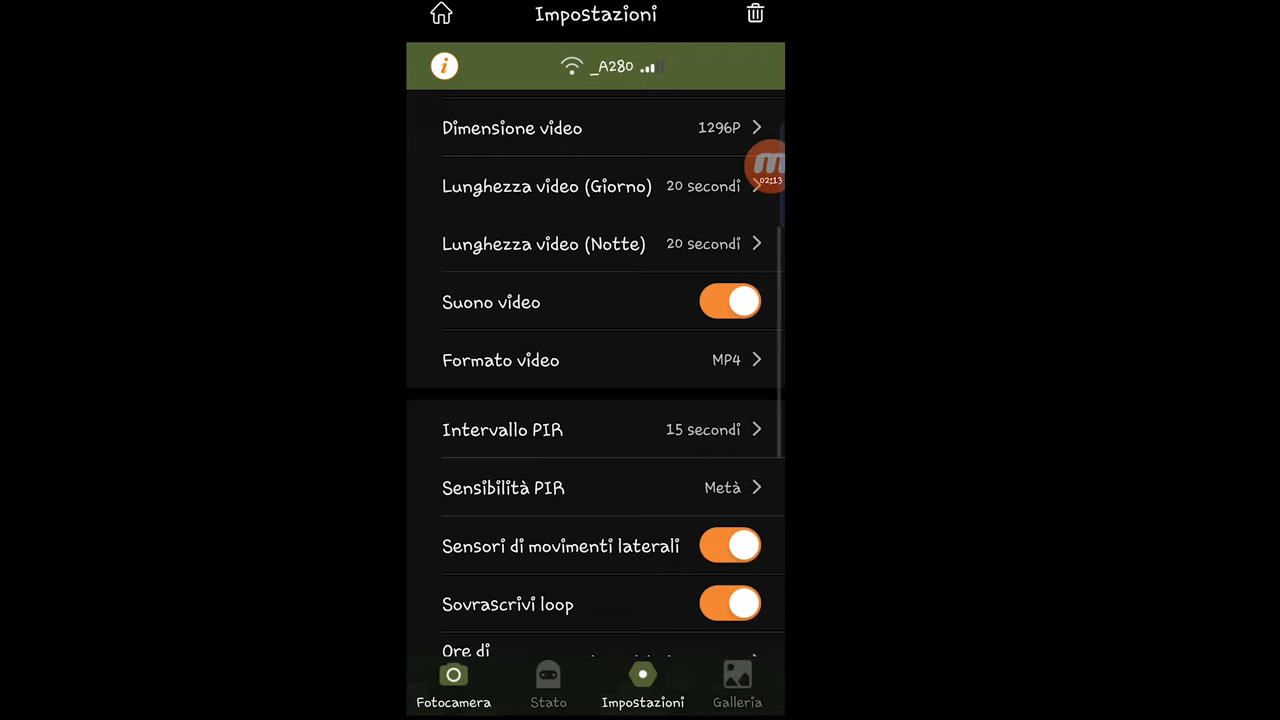 Impostazioni
i _A280
Dimensione video 1296P
Lunghezza video (Giorno) 20 secondi
Lunghezza video (Notte) 20 secondi
Suono video
Formato video MP4
Intervallo PIR 15 secondi
Sensibilità PIR Metà
Sensori di movimenti laterali
Sovrascrivi loop
Ore di
Fotocamera Stato Impostazioni Galleria
m
02:13